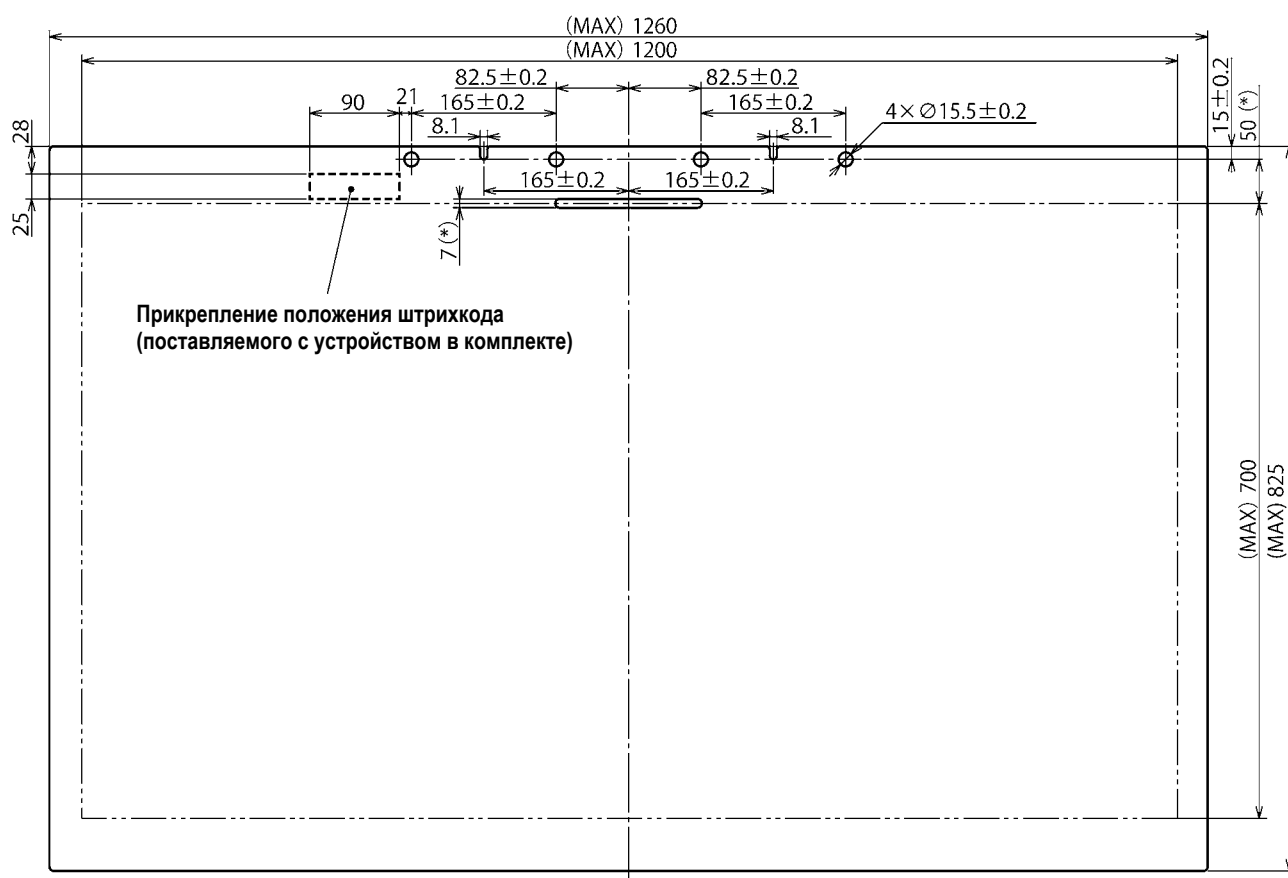 (MAX) 1260
(MAX) 1200
82.5±0.2 82.5±0.2
90 21 165±0.2 165±0.2
8.1 8.1 4×∅15.5±0.2
15±0.2
50 (*)
28
25
165±0.2 165±0.2
7 (*)
Прикрепление положения штрихкода
(поставляемого с устройством в комплекте)
(MAX) 700
(MAX) 825